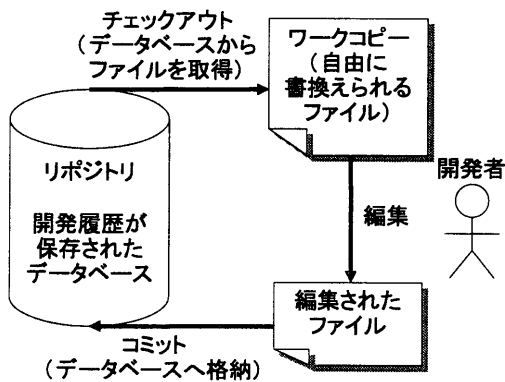 チェックアウト
（データベースから
ファイルを取得）
ワークコピー
（自由に
書換えられる
ファイル）
リポジトリ
開発履歴が
保存された
データベース
開発者
編集
編集された
ファイル
コミット
（データベースへ格納）